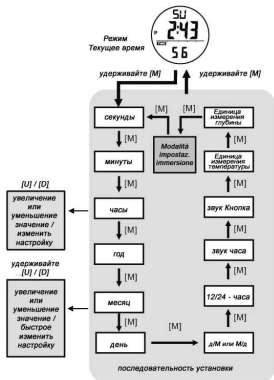 Режим
Текущее время
SU
P 2:43
56
удерживайте [M]
удерживайте [M]
секунды
[M]
[M]
Modalità
impostaz.
immersione
Единица
измерения
глубины
[M]
[M]
минуты
Единица
измерения
температуры
[M]
[M]
[U] / [D]
увеличение
или
уменьшение
значение /
изменить
настройку
часы
звук Кнопка
[M]
[M]
год
звук часа
[M]
[M]
удерживайте
[U] / [D]
увеличение
или
уменьшение
значение /
быстрое
изменить
настройку
месяц
12/24 - часа
[M]
[M]
день
[M]
д/М или М/д
последовательность установки